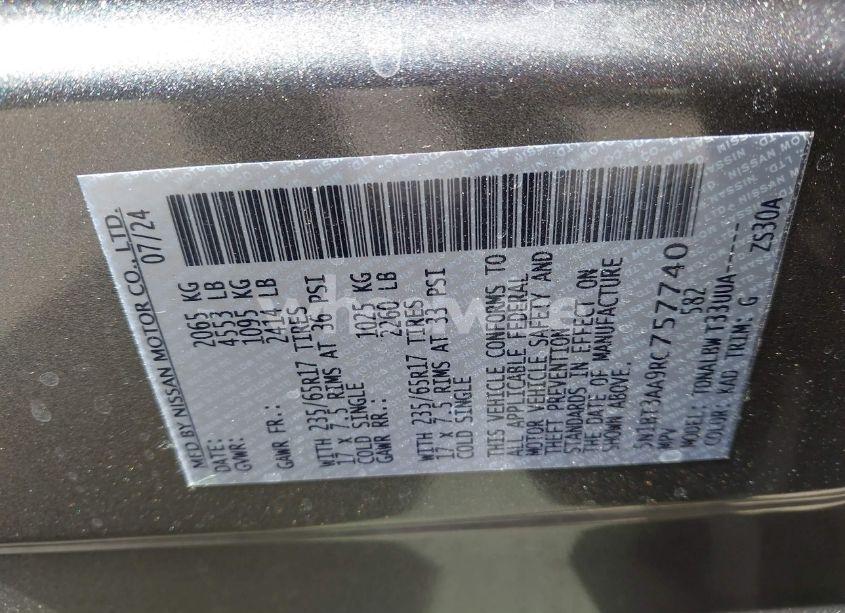 MFD BY NISSAN MOTOR CO., LTD.
DATE: 07/24
GVWR: 2065 KG
4553 LB
GAWR FR.: 1095 KG
2414 LB
WITH 235/65R17 TIRES
17 X 7.5 RIMS AT 36 PSI
COLD SINGLE
GAWR RR.: 1025 KG
2260 LB
WITH 235/65R17 TIRES
17 X 7.5 RIMS AT 33 PSI
COLD SINGLE
THIS VEHICLE CONFORMS TO
ALL APPLICABLE FEDERAL
MOTOR VEHICLE SAFETY AND
THEFT PREVENTION
STANDARDS IN EFFECT ON
THE DATE OF MANUFACTURE
SHOWN ABOVE.
5N1BT3AA9RC757740
MPV 582
MODEL: TDNALBW T33UUA-----
COLOR: KAD TRIM: G ZS30A